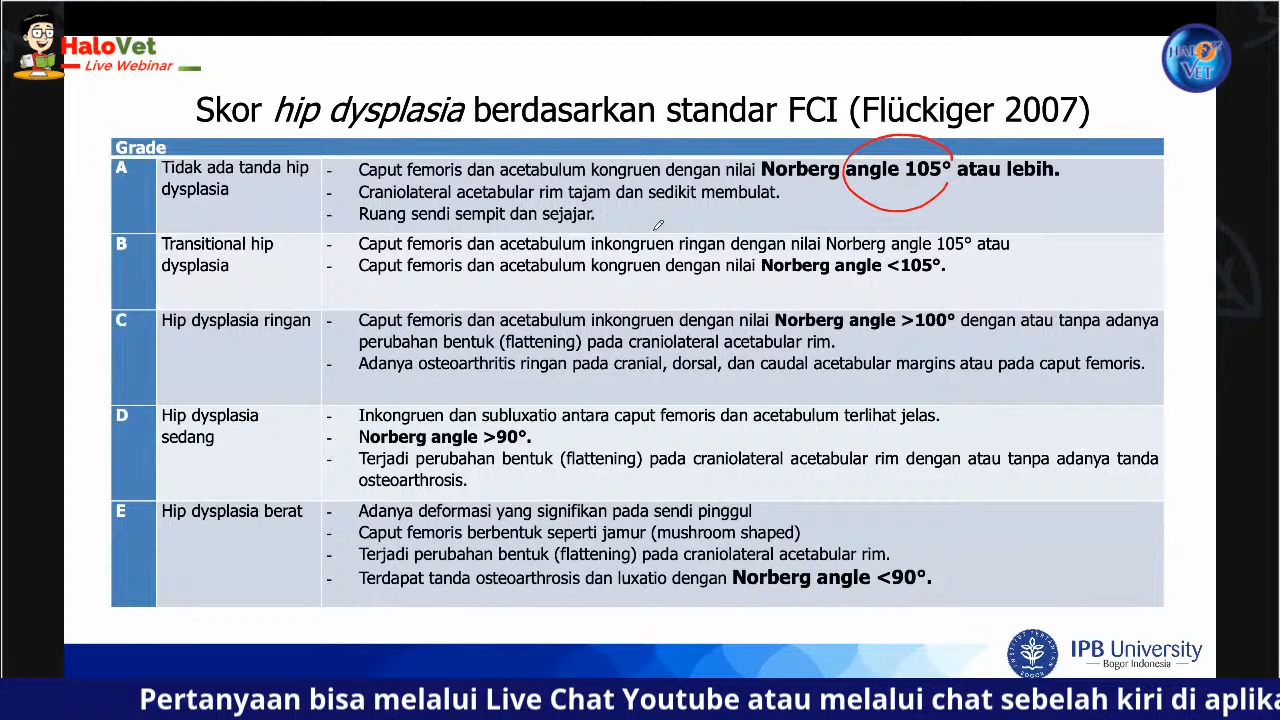 HaloVet
Live Webinar
HALO VET
Skor hip dysplasia berdasarkan standar FCI (Flückiger 2007)
Grade
A
Tidak ada tanda hip
dysplasia
- Caput femoris dan acetabulum kongruen dengan nilai Norberg angle 105° atau lebih.
- Craniolateral acetabular rim tajam dan sedikit membulat.
- Ruang sendi sempit dan sejajar.
B
Transitional hip
dysplasia
- Caput femoris dan acetabulum inkongruen ringan dengan nilai Norberg angle 105° atau
- Caput femoris dan acetabulum kongruen dengan nilai Norberg angle <105°.
C
Hip dysplasia ringan
- Caput femoris dan acetabulum inkongruen dengan nilai Norberg angle >100° dengan atau tanpa adanya
perubahan bentuk (flattening) pada craniolateral acetabular rim.
- Adanya osteoarthritis ringan pada cranial, dorsal, dan caudal acetabular margins atau pada caput femoris.
D
Hip dysplasia
sedang
- Inkongruen dan subluxatio antara caput femoris dan acetabulum terlihat jelas.
- Norberg angle >90°.
- Terjadi perubahan bentuk (flattening) pada craniolateral acetabular rim dengan atau tanpa adanya tanda
osteoarthrosis.
E
Hip dysplasia berat
- Adanya deformasi yang signifikan pada sendi pinggul
- Caput femoris berbentuk seperti jamur (mushroom shaped)
- Terjadi perubahan bentuk (flattening) pada craniolateral acetabular rim.
- Terdapat tanda osteoarthrosis dan luxatio dengan Norberg angle <90°.
IPB University
Bogor Indonesia
Pertanyaan bisa melalui Live Chat Youtube atau melalui chat sebelah kiri di aplika